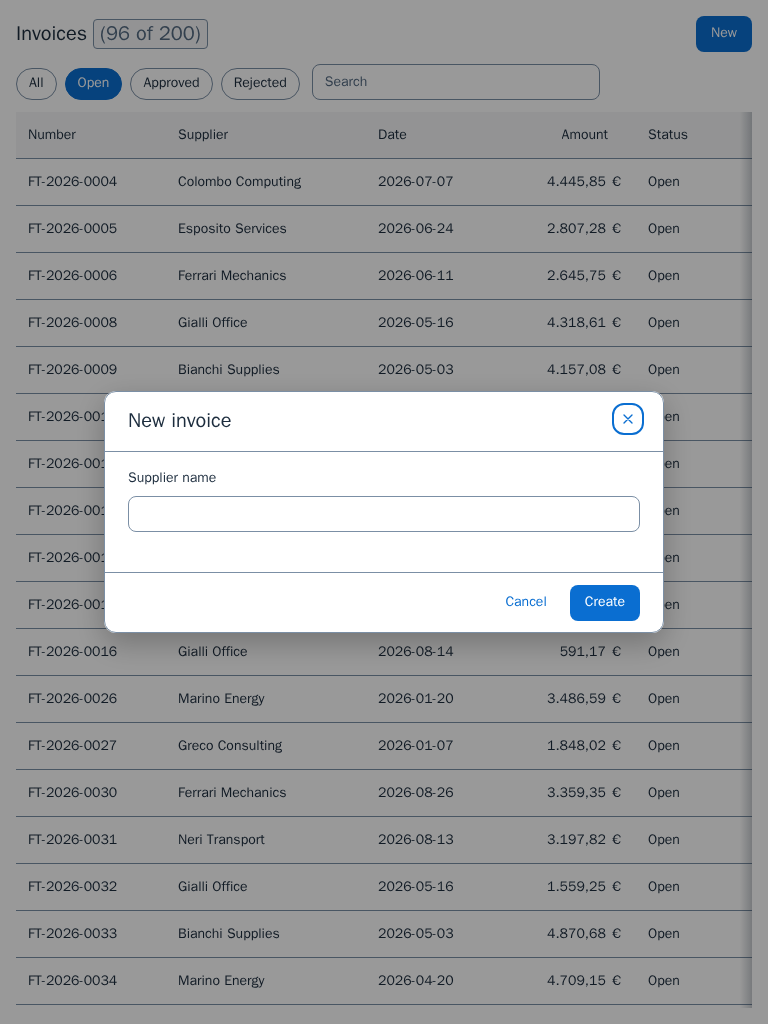 Invoices (96 of 200) New
All Open Approved Rejected Search
Number Supplier Date Amount Status
FT-2026-0004 Colombo Computing 2026-07-07 4.445,85 € Open
FT-2026-0005 Esposito Services 2026-06-24 2.807,28 € Open
FT-2026-0006 Ferrari Mechanics 2026-06-11 2.645,75 € Open
FT-2026-0008 Gialli Office 2026-05-16 4.318,61 € Open
FT-2026-0009 Bianchi Supplies 2026-05-03 4.157,08 € Open
New invoice
Supplier name
Cancel Create
FT-2026-0016 Gialli Office 2026-08-14 591,17 € Open
FT-2026-0026 Marino Energy 2026-01-20 3.486,59 € Open
FT-2026-0027 Greco Consulting 2026-01-07 1.848,02 € Open
FT-2026-0030 Ferrari Mechanics 2026-08-26 3.359,35 € Open
FT-2026-0031 Neri Transport 2026-08-13 3.197,82 € Open
FT-2026-0032 Gialli Office 2026-05-16 1.559,25 € Open
FT-2026-0033 Bianchi Supplies 2026-05-03 4.870,68 € Open
FT-2026-0034 Marino Energy 2026-04-20 4.709,15 € Open